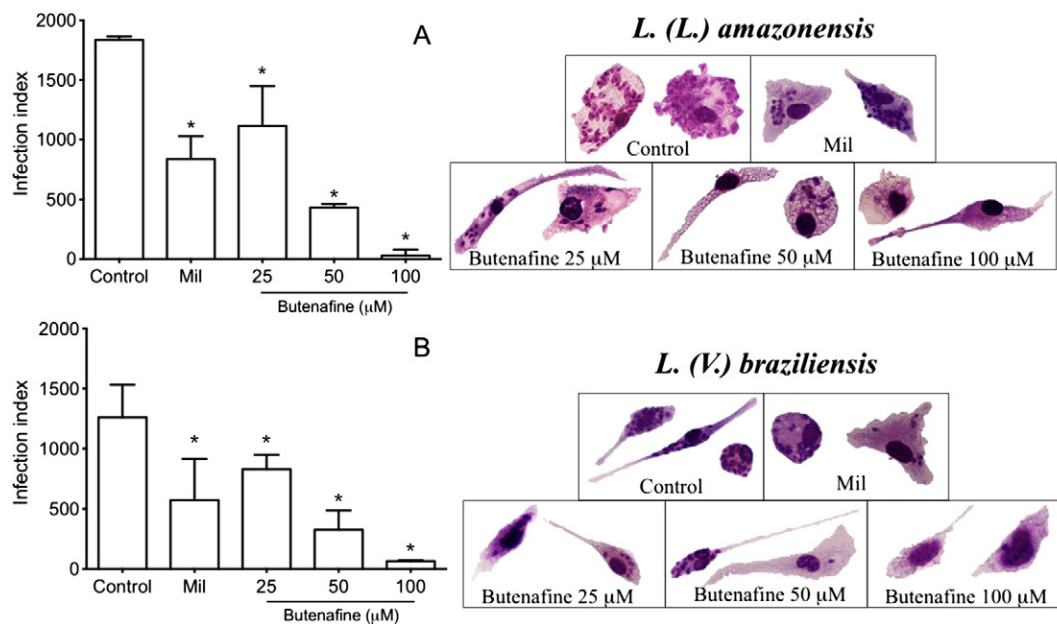 A
Infection index
2000
1500
1000
500
0
* * * *
Control Mil 25 50 100
Butenafine (µM)
L. (L.) amazonensis
Control
Mil
Butenafine 25 µM
Butenafine 50 µM
Butenafine 100 µM
B
Infection index
2000
1500
1000
500
0
* * * *
Control Mil 25 50 100
Butenafine (µM)
L. (V.) braziliensis
Control
Mil
Butenafine 25 µM
Butenafine 50 µM
Butenafine 100 µM